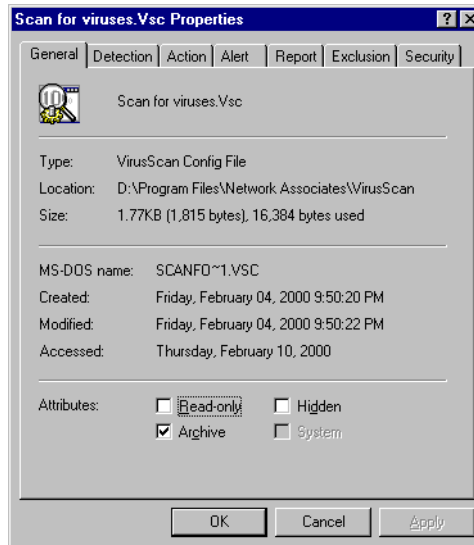 Scan for viruses.Vsc Properties
General Detection Action Alert Report Exclusion Security
Scan for viruses.Vsc
Type: VirusScan Config File
Location: D:\Program Files\Network Associates\VirusScan
Size: 1.77KB (1,815 bytes), 16,384 bytes used
MS-DOS name: SCANFO~1.VSC
Created: Friday, February 04, 2000 9:50:20 PM
Modified: Friday, February 04, 2000 9:50:22 PM
Accessed: Thursday, February 10, 2000
Attributes: Read-only Hidden
Archive System
OK Cancel Apply